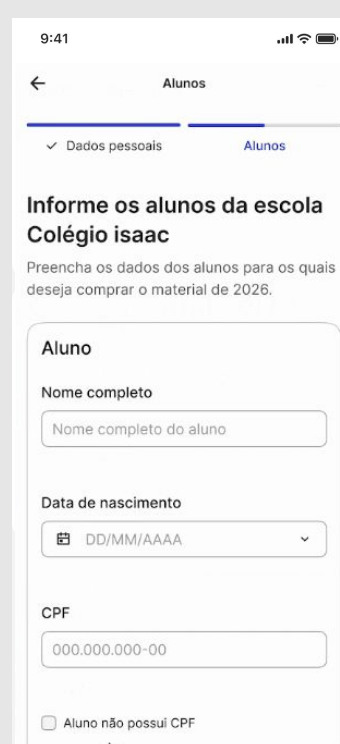 9:41
Alunos
Dados pessoais
Alunos
Informe os alunos da escola
Colégio isaac
Preencha os dados dos alunos para os quais
deseja comprar o material de 2026.
Aluno
Nome completo
Nome completo do aluno
Data de nascimento
DD/MM/AAAA
CPF
000.000.000-00
Aluno não possui CPF